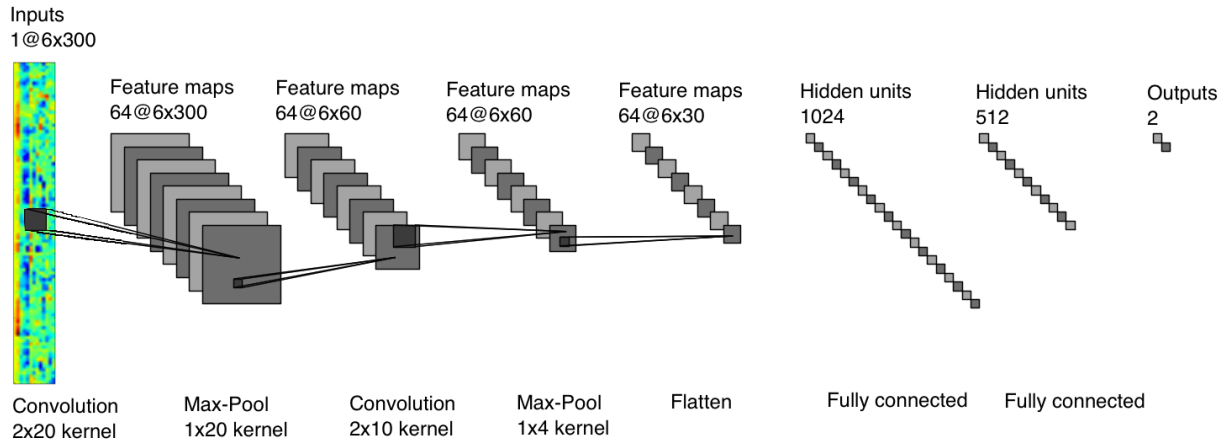 Inputs
1@6x300
Feature maps
64@6x300
Feature maps
64@6x60
Feature maps
64@6x60
Feature maps
64@6x30
Hidden units
1024
Hidden units
512
Outputs
2
Convolution
2x20 kernel
Max-Pool
1x20 kernel
Convolution
2x10 kernel
Max-Pool
1x4 kernel
Flatten
Fully connected
Fully connected